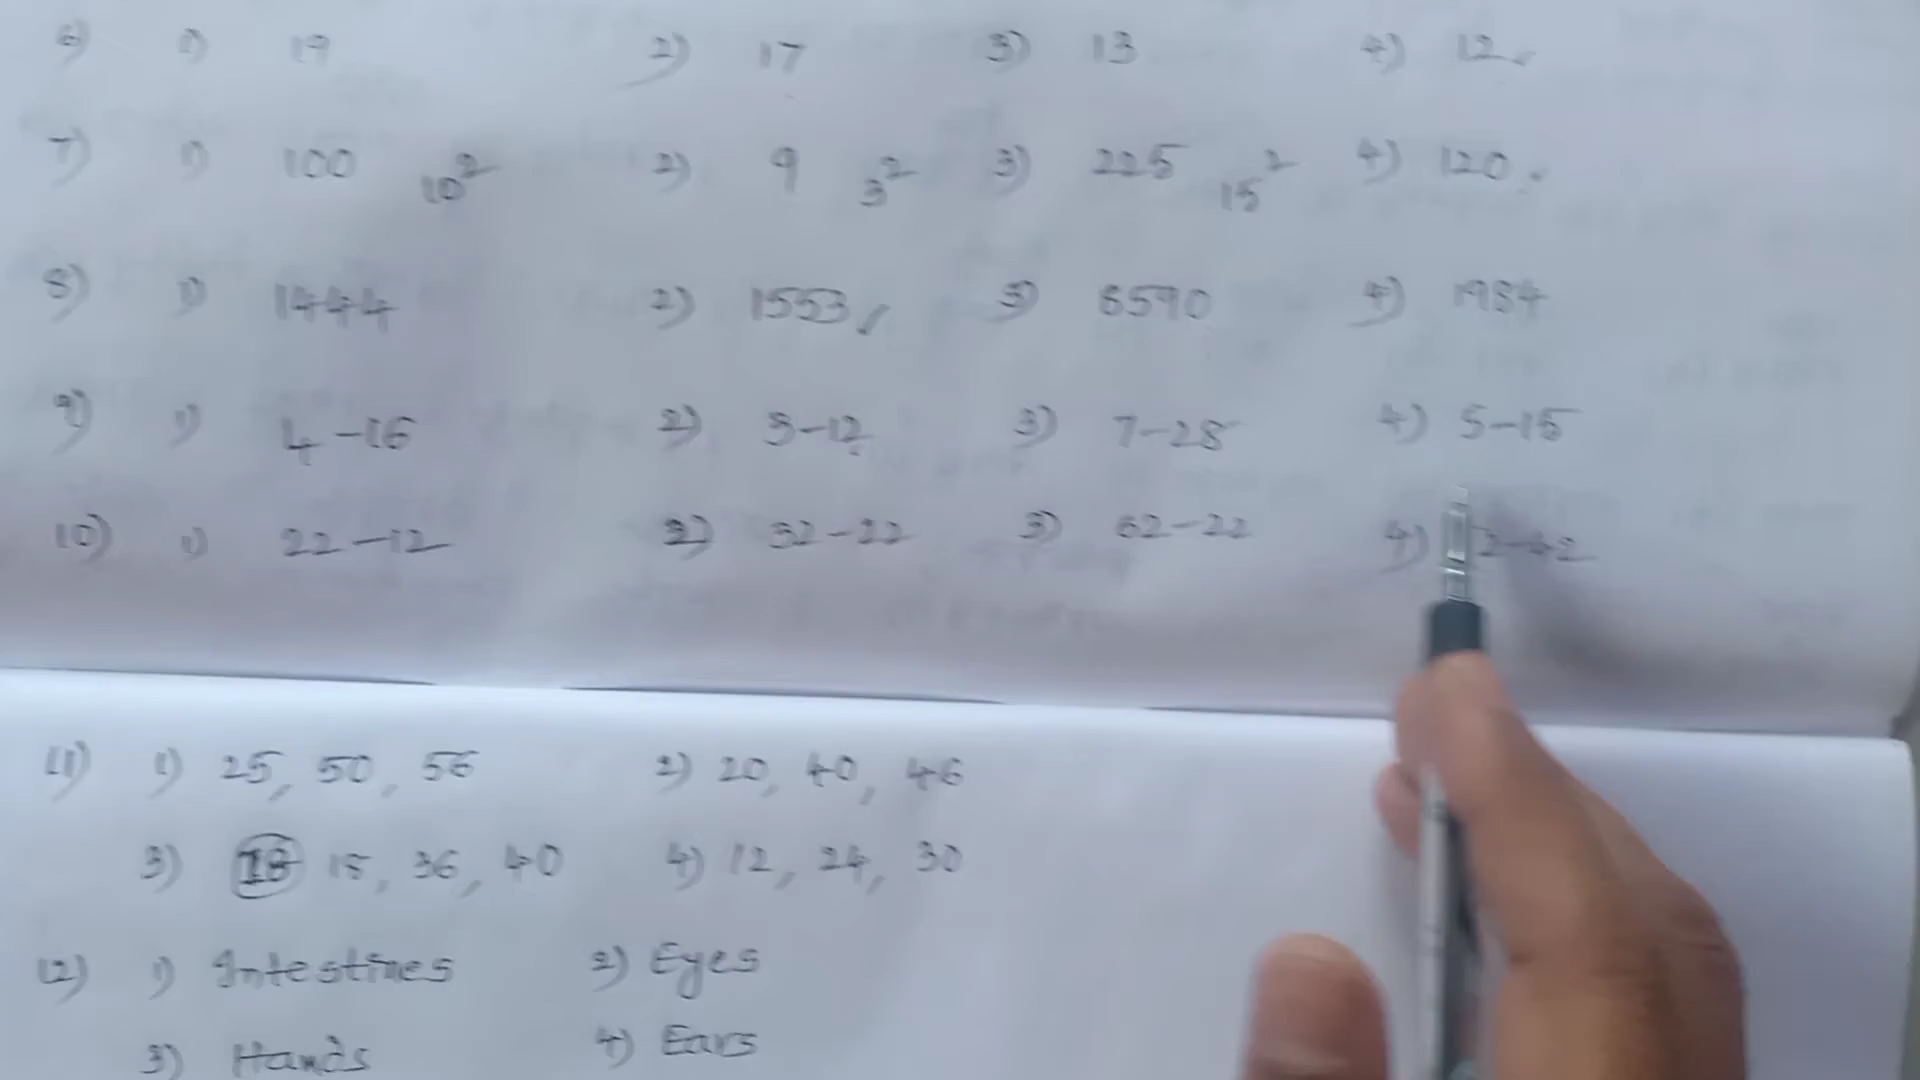 6) 1) 19 2) 17 3) 13 4) 12.
7) 1) 100 10² 2) 9 3² 3) 225 15² 4) 120.
8) 1) 1444 2) 1553 3) 6590 4) 1984
9) 1) 4-16 2) 3-12 3) 7-28 4) 5-15
10) 1) 22-12 2) 32-22 3) 62-22 4) 2-42
11) 1) 25, 50, 56 2) 20, 40, 46
3) 18 15, 36, 40 4) 12, 24, 30
12) 1) Intestines 2) Eyes
3) Hands 4) Ears